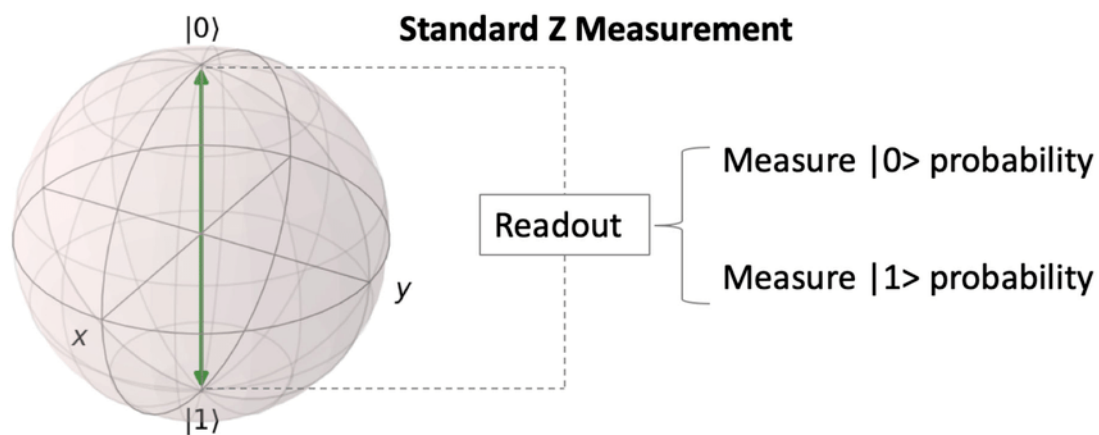 |0⟩
Standard Z Measurement
Measure |0> probability
Readout
Measure |1> probability
y
x
|1⟩